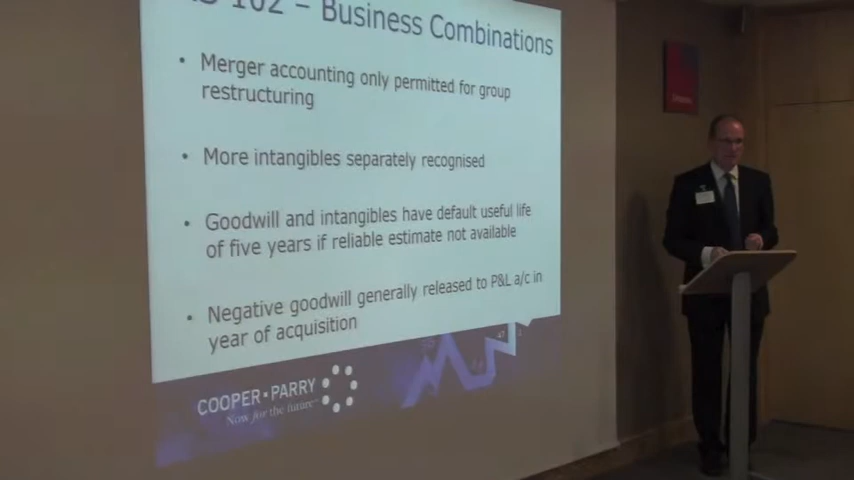 102 – Business Combinations
• Merger accounting only permitted for group
restructuring
• More intangibles separately recognised
• Goodwill and intangibles have default useful life
of five years if reliable estimate not available
• Negative goodwill generally released to P&L a/c in
year of acquisition
COOPER·PARRY
Now for the future